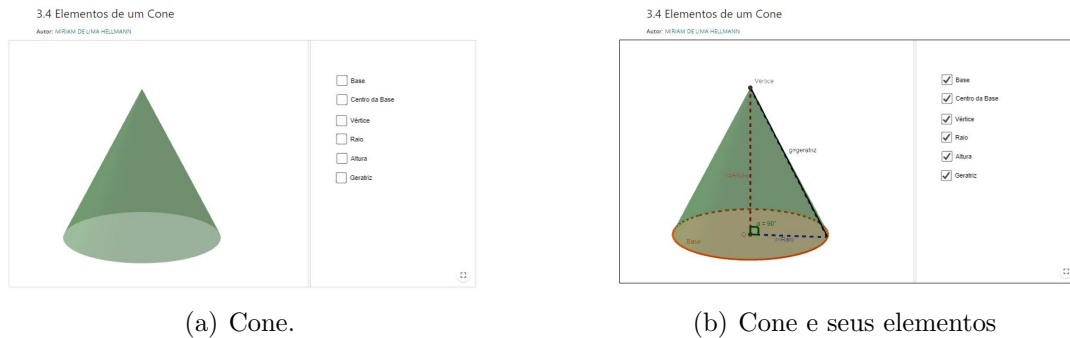 3.4 Elementos de um Cone
Autor: MIRIAM DE LIMA HELLMANN
Base
Centro da Base
Vértice
Raio
Altura
Geratriz
(a) Cone.
3.4 Elementos de um Cone
Autor: MIRIAM DE LIMA HELLMANN
Vértice
g=geratriz
α = 90°
Base
Base
Centro da Base
Vértice
Raio
Altura
Geratriz
(b) Cone e seus elementos